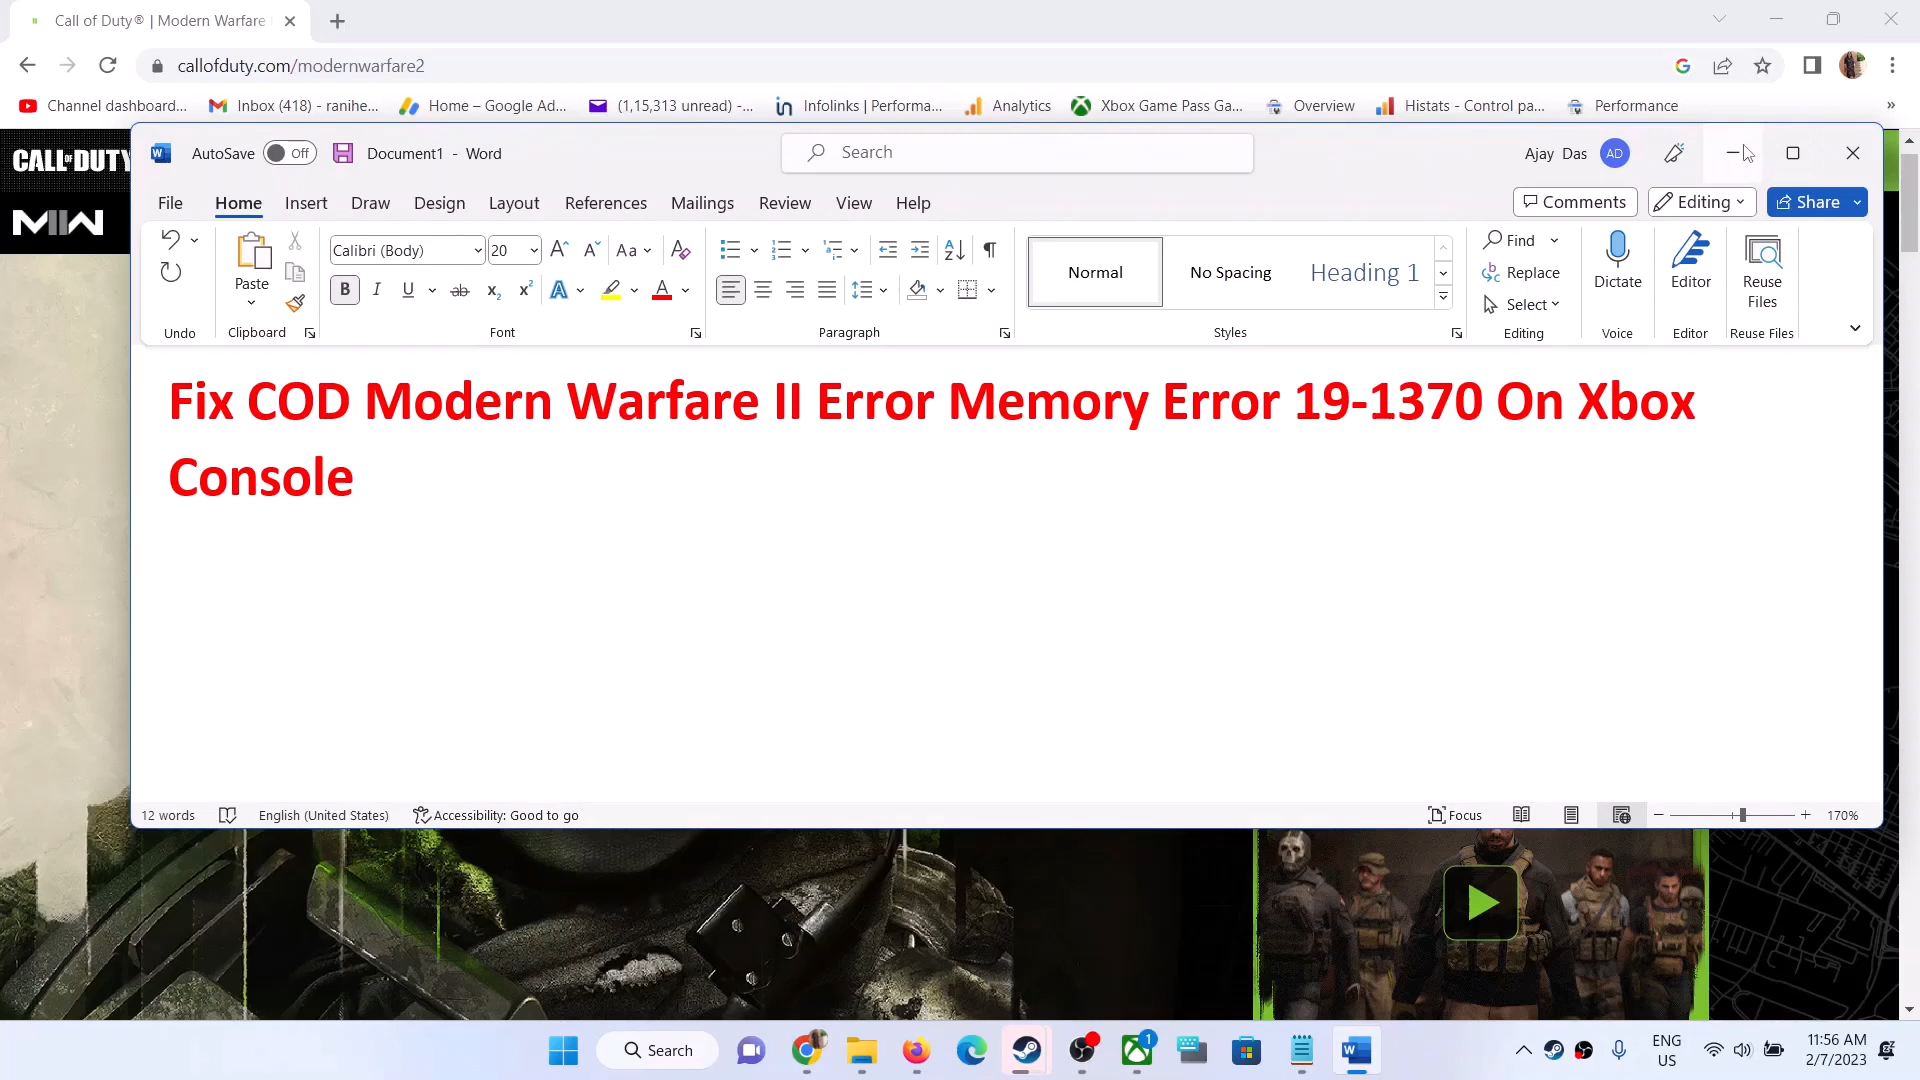 Call of Duty® | Modern Warfare
callofduty.com/modernwarfare2
Channel dashboard...
Inbox (418) - ranihe...
Home – Google Ad...
(1,15,313 unread) -...
Infolinks | Performa...
Analytics
Xbox Game Pass Ga...
Overview
Histats - Control pa...
Performance
»
CALL OF DUTY
MWII
AutoSave Off Document1 - Word
Search
Ajay Das AD
File Home Insert Draw Design Layout References Mailings Review View Help
Comments Editing Share
Paste
Calibri (Body) 20
Normal No Spacing Heading 1
Find
Replace
Select
Dictate
Editor
Reuse
Files
Undo Clipboard Font Paragraph Styles Editing Voice Editor Reuse Files
Fix COD Modern Warfare II Error Memory Error 19-1370 On Xbox
Console
12 words English (United States) Accessibility: Good to go Focus 170%
Search
1
ENG
US
11:56 AM
2/7/2023